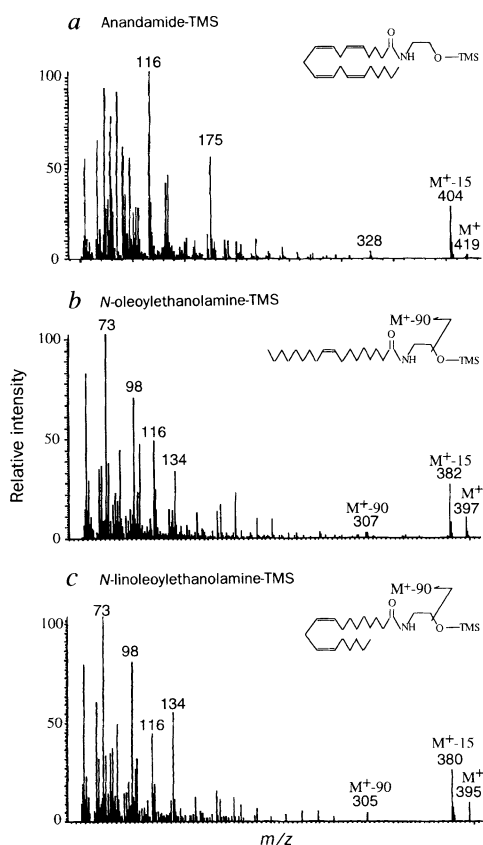 a Anandamide-TMS
100
116
O
NH
O—TMS
175
50
M+-15
404
M+
419
328
0
b N-oleoylethanolamine-TMS
73
M+-90
100
O
NH
O—TMS
98
50
116
134
M+-15
382
M+
397
M+-90
307
0
Relative intensity
c N-linoleoylethanolamine-TMS
73
M+-90
100
O
NH
O—TMS
98
134
50
116
M+-15
380
M+
395
M+-90
305
0
m/z